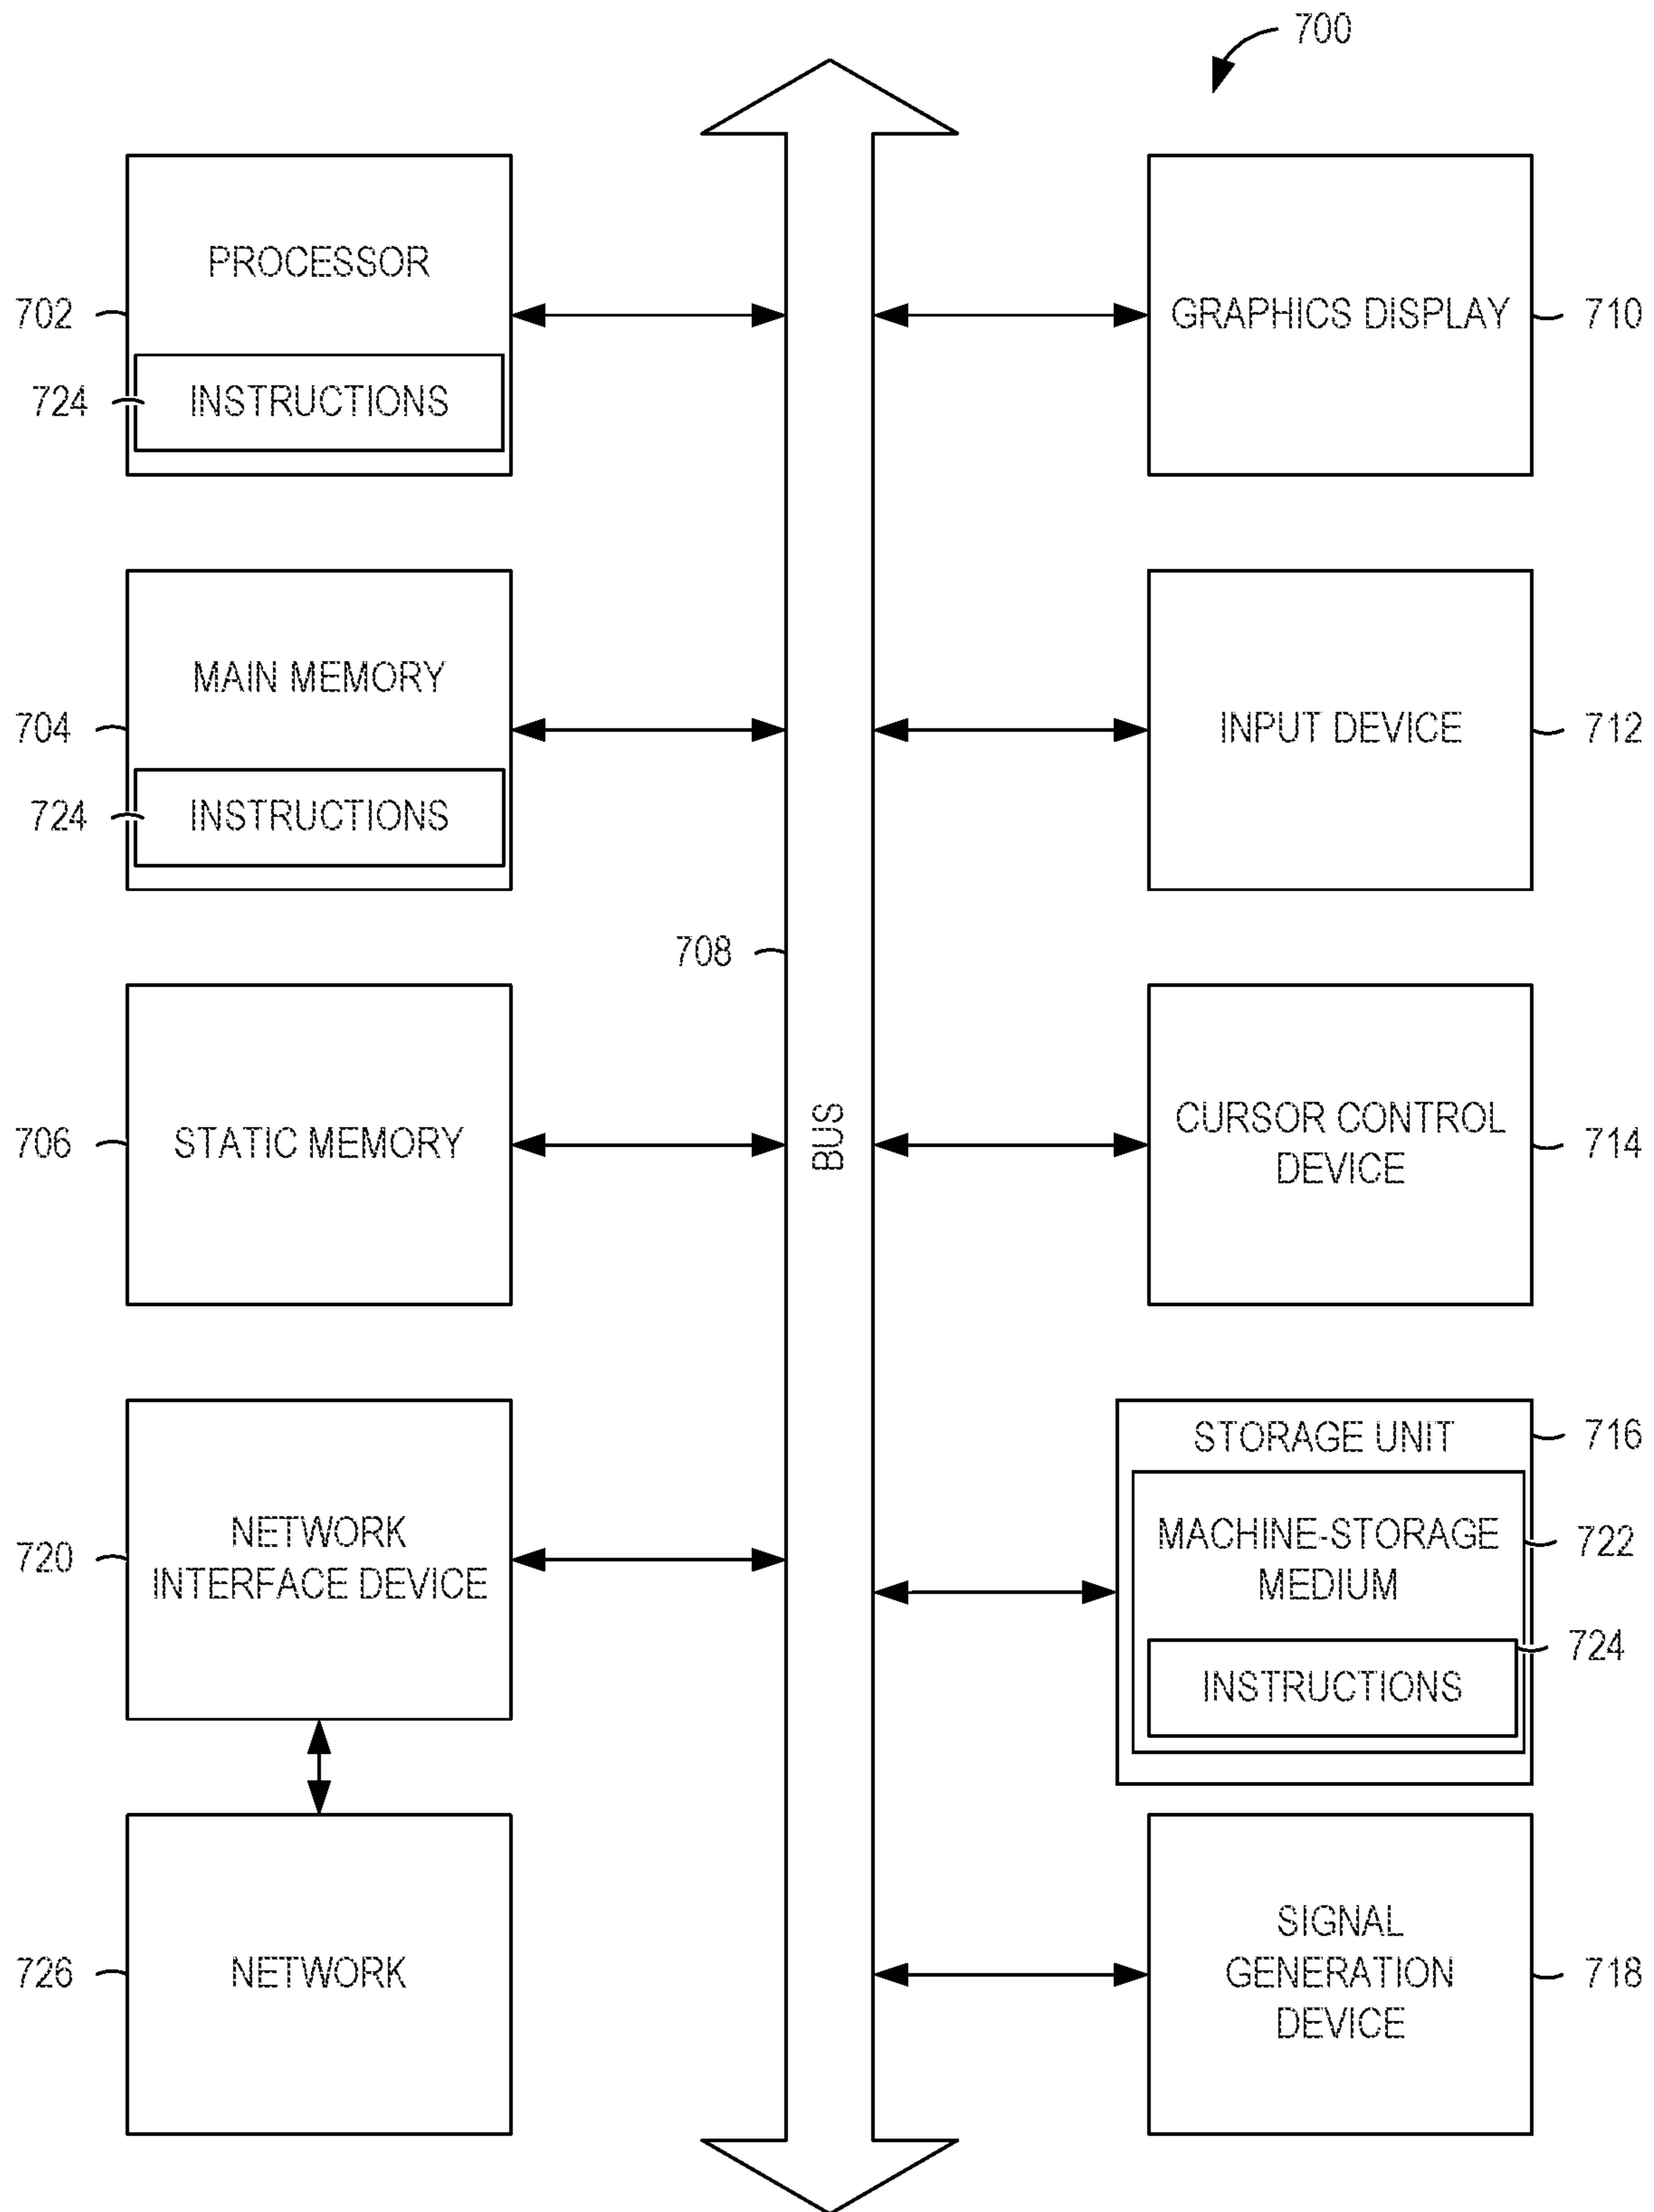 700
PROCESSOR
702
724
INSTRUCTIONS
GRAPHICS DISPLAY
710
MAIN MEMORY
704
724
INSTRUCTIONS
INPUT DEVICE
712
708
BUS
STATIC MEMORY
706
CURSOR CONTROL
DEVICE
714
NETWORK
INTERFACE DEVICE
720
STORAGE UNIT
716
MACHINE-STORAGE
MEDIUM
722
724
INSTRUCTIONS
NETWORK
726
SIGNAL
GENERATION
DEVICE
718